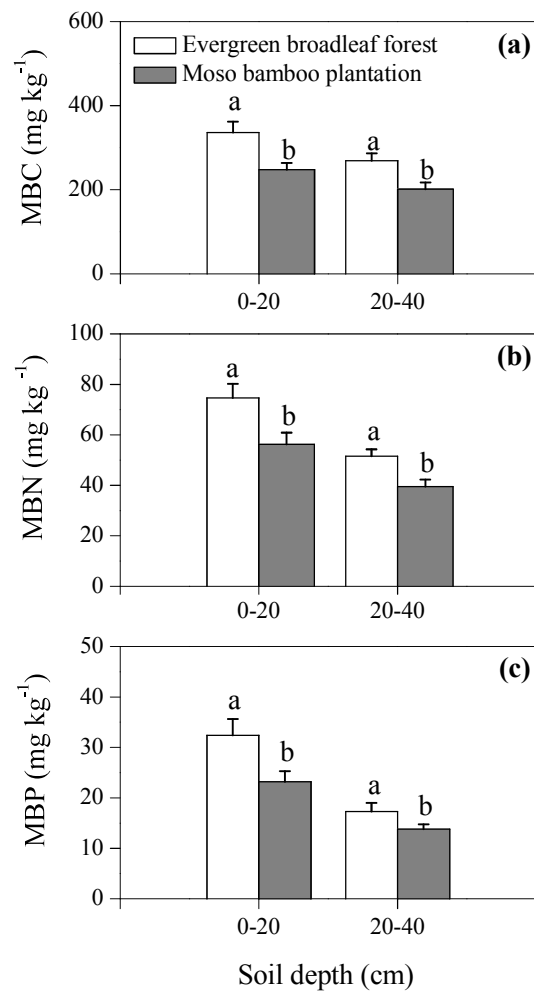 600
400
200
0
MBC (mg kg⁻¹)
Evergreen broadleaf forest
Moso bamboo plantation
(a)
a
b
a
b
0-20
20-40
100
80
60
40
20
0
MBN (mg kg⁻¹)
(b)
a
b
a
b
0-20
20-40
50
40
30
20
10
0
MBP (mg kg⁻¹)
(c)
a
b
a
b
0-20
20-40
Soil depth (cm)